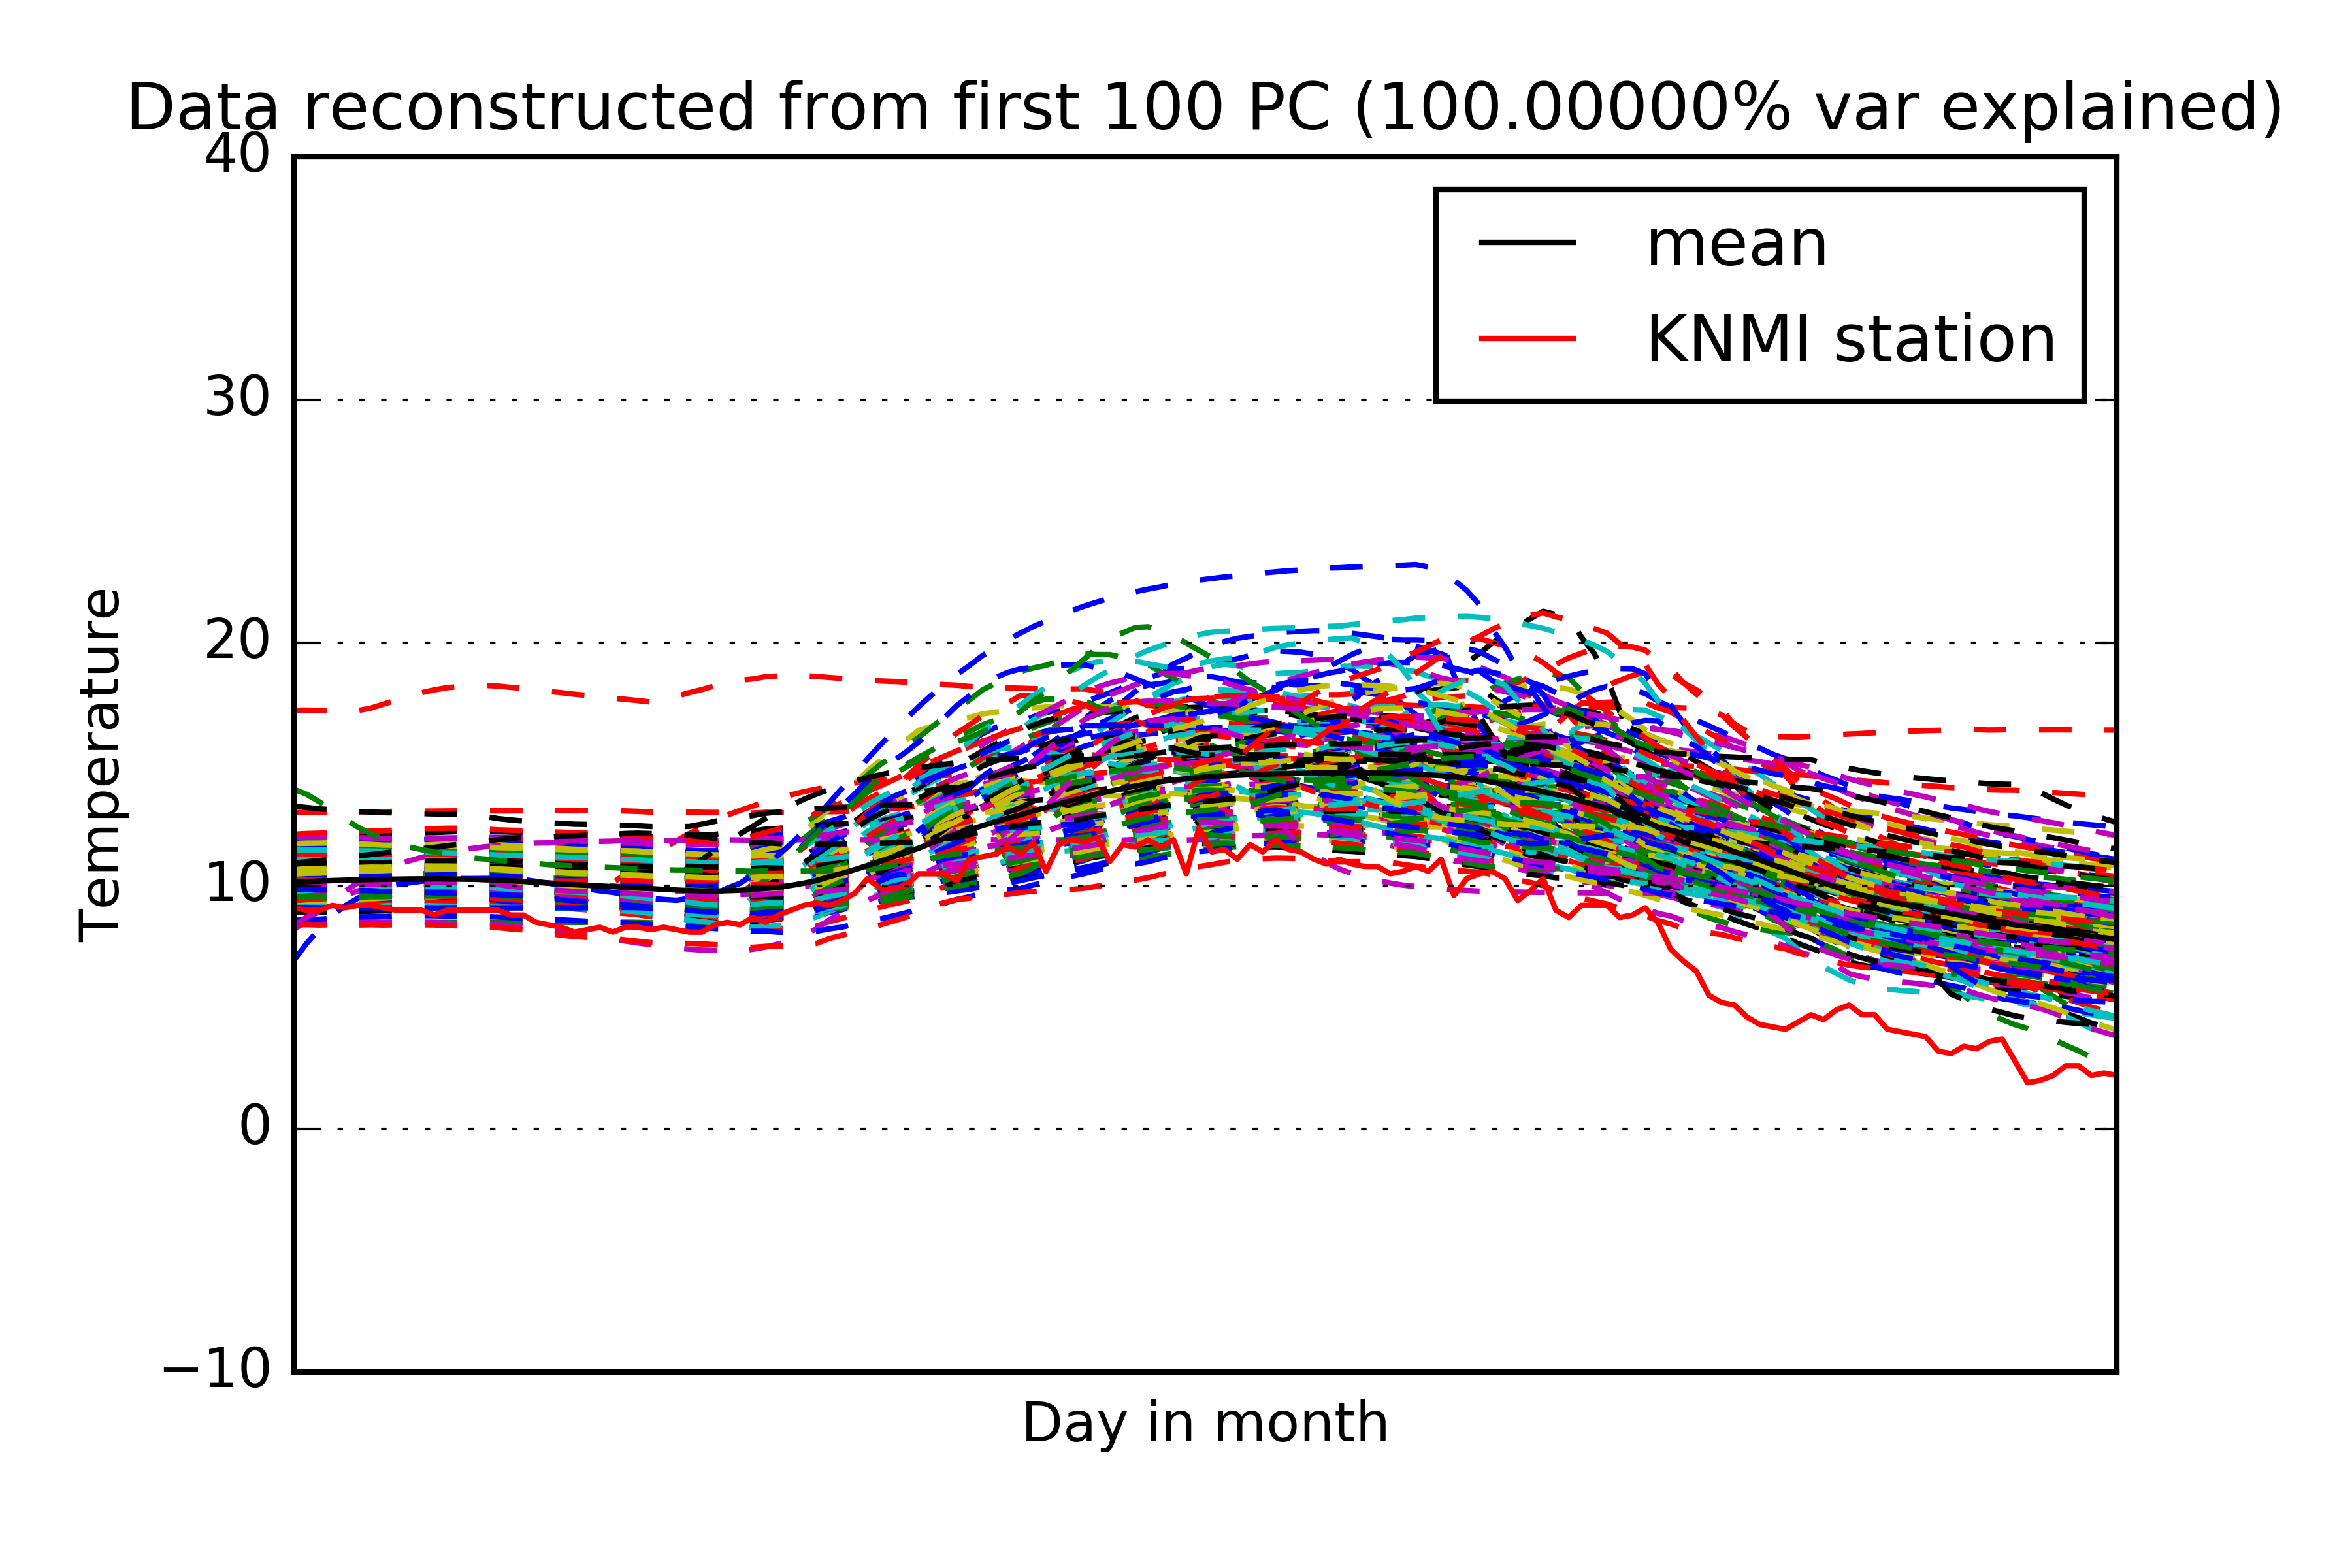 Data reconstructed from first 100 PC (100.00000% var explained)
40
30
20
10
0
−10
Temperature
mean
KNMI station
Day in month